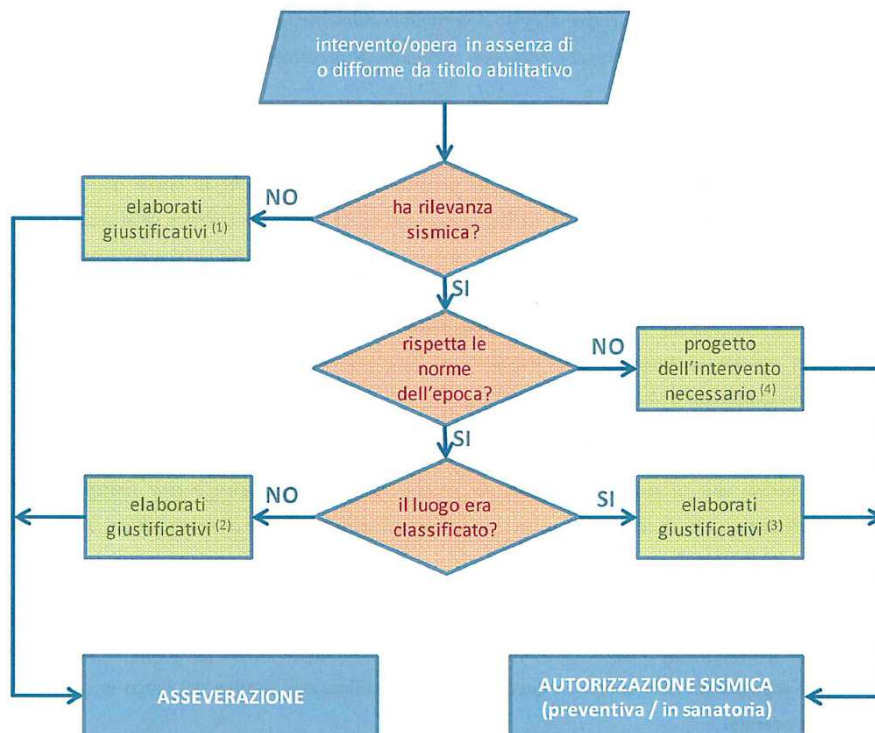 intervento/opera in assenza di
o difforme da titolo abilitativo
ha rilevanza
sismica?
NO
elaborati
giustificativi (1)
SI
rispetta le
norme
dell'epoca?
NO
progetto
dell'intervento
necessario (4)
SI
il luogo era
classificato?
NO
elaborati
giustificativi (2)
SI
elaborati
giustificativi (3)
ASSEVERAZIONE
AUTORIZZAZIONE SISMICA
(preventiva / in sanatoria)